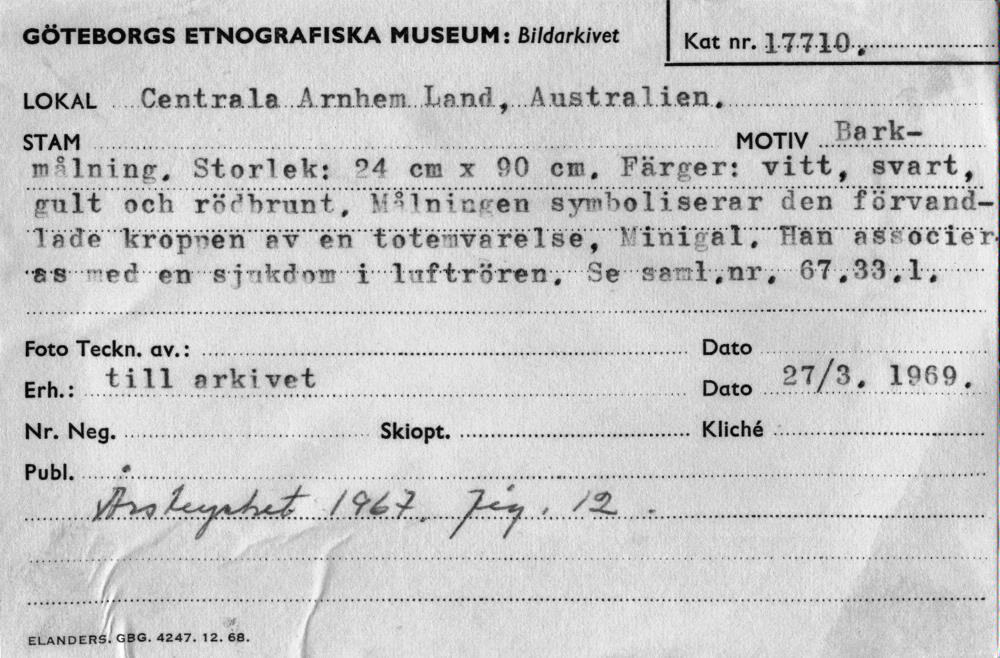 GÖTEBORGS ETNOGRAFISKA MUSEUM: Bildarkivet
Kat nr. 17710.
LOKAL Centrala Arnhem Land, Australien.
STAM MOTIV Bark-
målning. Storlek: 24 cm x 90 cm. Färger: vitt, svart,
gult och rödbrunt. Målningen symboliserar den förvand-
lade kroppen av en totemvarelse, Minigal. Han associer
as med en sjukdom i luftrören. Se saml.nr. 67.33.1.
Foto Teckn. av.: Dato
Erh.: till arkivet Dato 27/3. 1969.
Nr. Neg. Skiopt. Kliché
Publ.
Årstrycket 1967. Fig. 12.
ELANDERS. GBG. 4247. 12. 68.